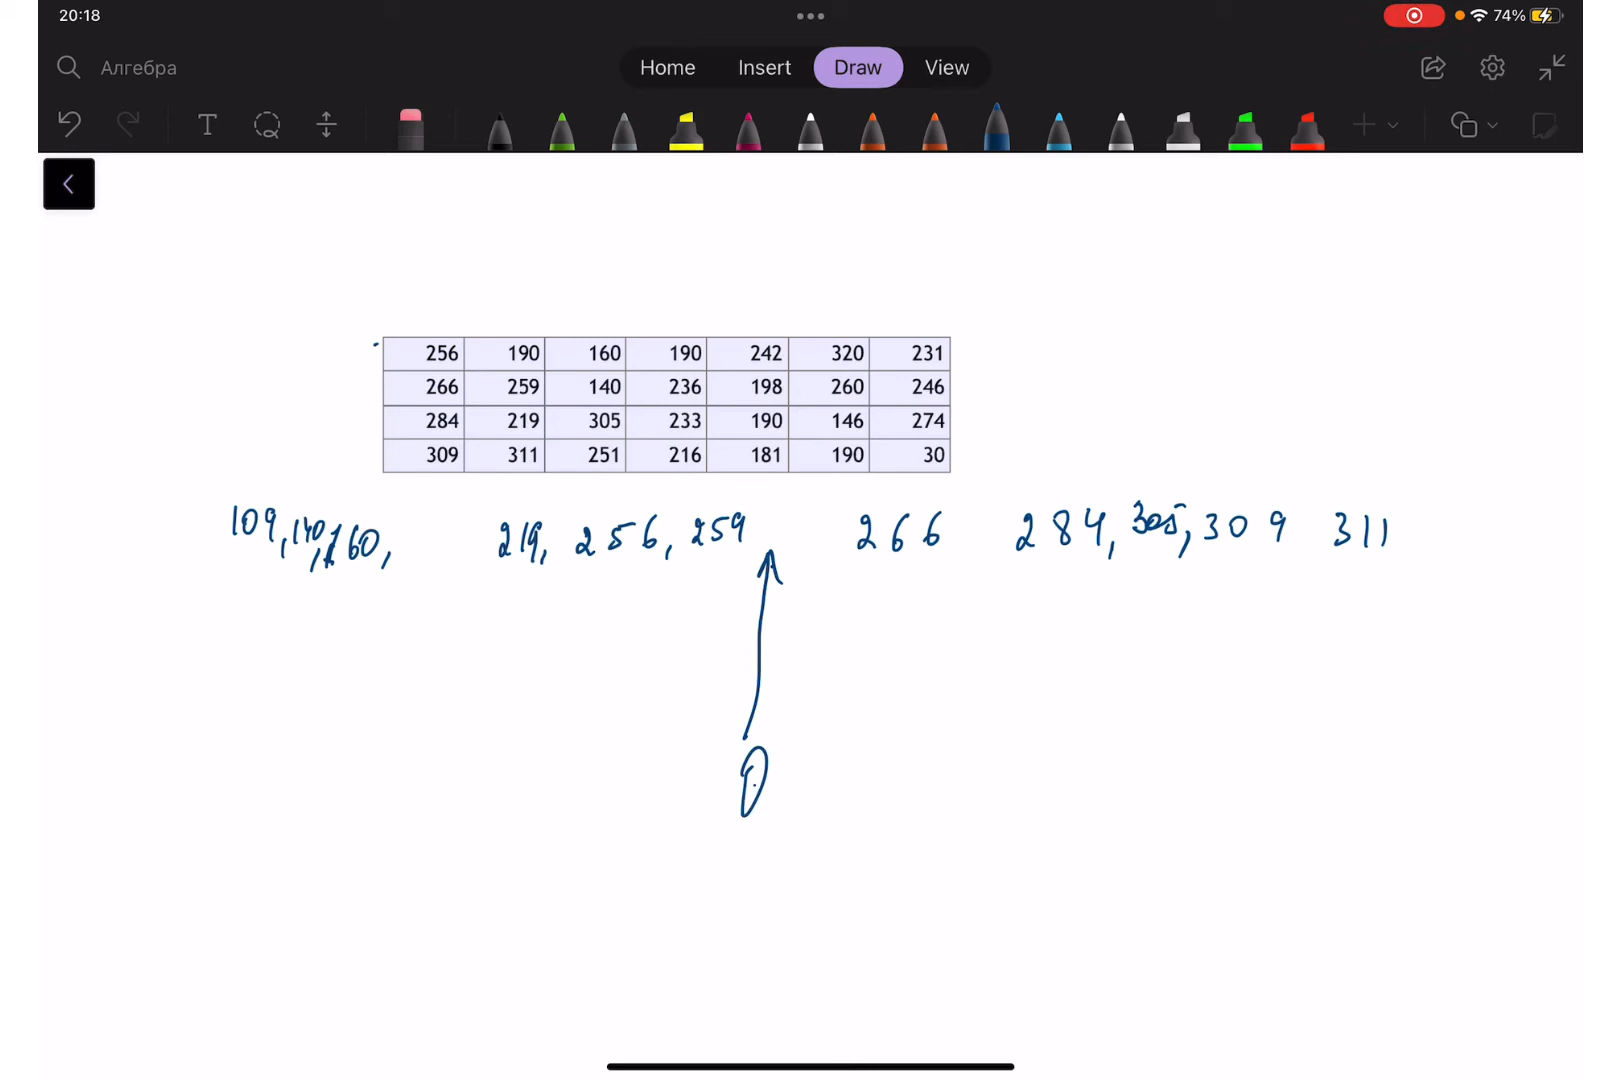 20:18
74%
Алгебра
Home Insert Draw View
T
256 190 160 190 242 320 231
266 259 140 236 198 260 246
284 219 305 233 190 146 274
309 311 251 216 181 190 30
109, 140, 160, 219, 256, 259 266 284, 305, 309 311